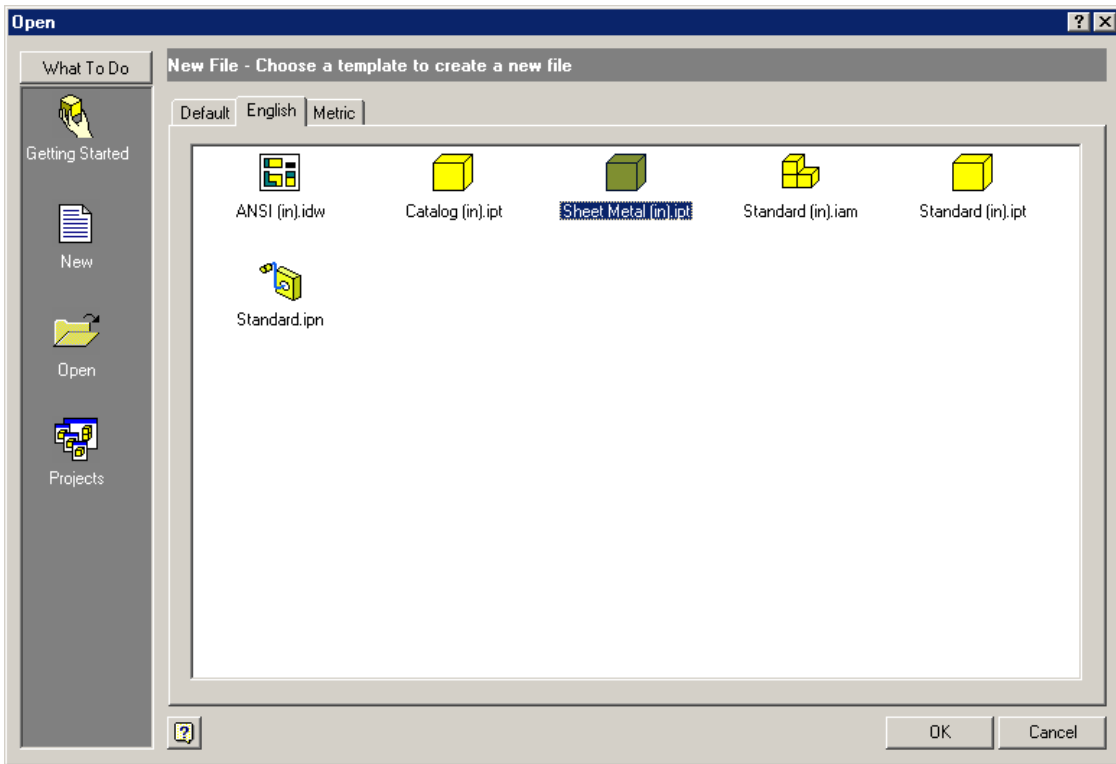 Open
What To Do
Getting Started
New
Open
Projects
New File - Choose a template to create a new file
Default English Metric
ANSI (in).idw Catalog (in).ipt Sheet Metal (in).ipt Standard (in).iam Standard (in).ipt
Standard.ipn
OK Cancel